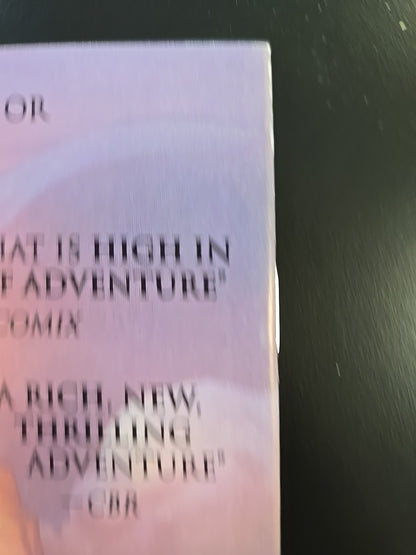 OR
HAT IS HIGH IN
F ADVENTURE"
COMIX
A RICH, NEW,
THRILLING
ADVENTURE"
—CBR